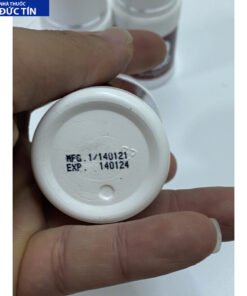 NHÀ THUỐC
ĐỨC TÍN
MFG.1/140121
EXP. 140124